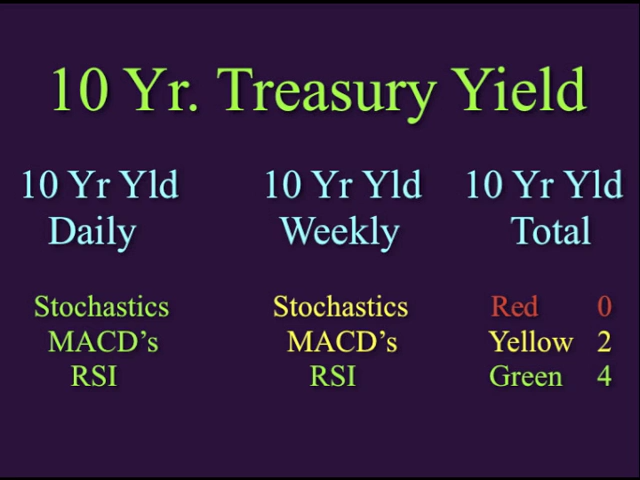 10 Yr. Treasury Yield
10 Yr Yld
Daily
Stochastics
MACD’s
RSI
10 Yr Yld
Weekly
Stochastics
MACD’s
RSI
10 Yr Yld
Total
Red 0
Yellow 2
Green 4